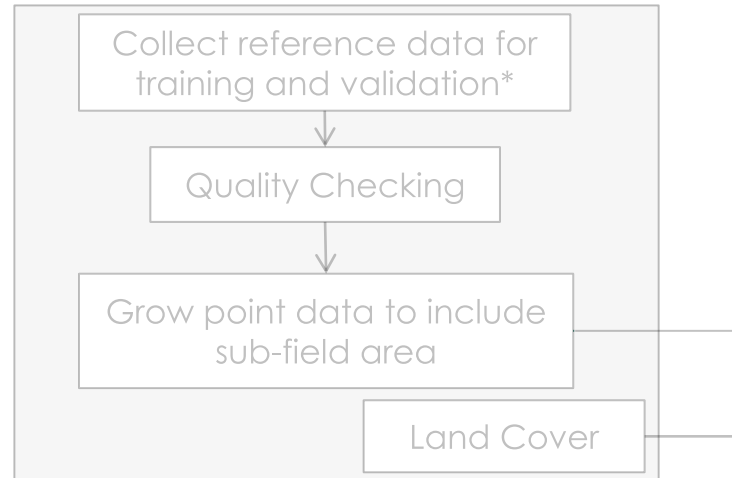 Collect reference data for
training and validation*
Quality Checking
Grow point data to include
sub-field area
Land Cover